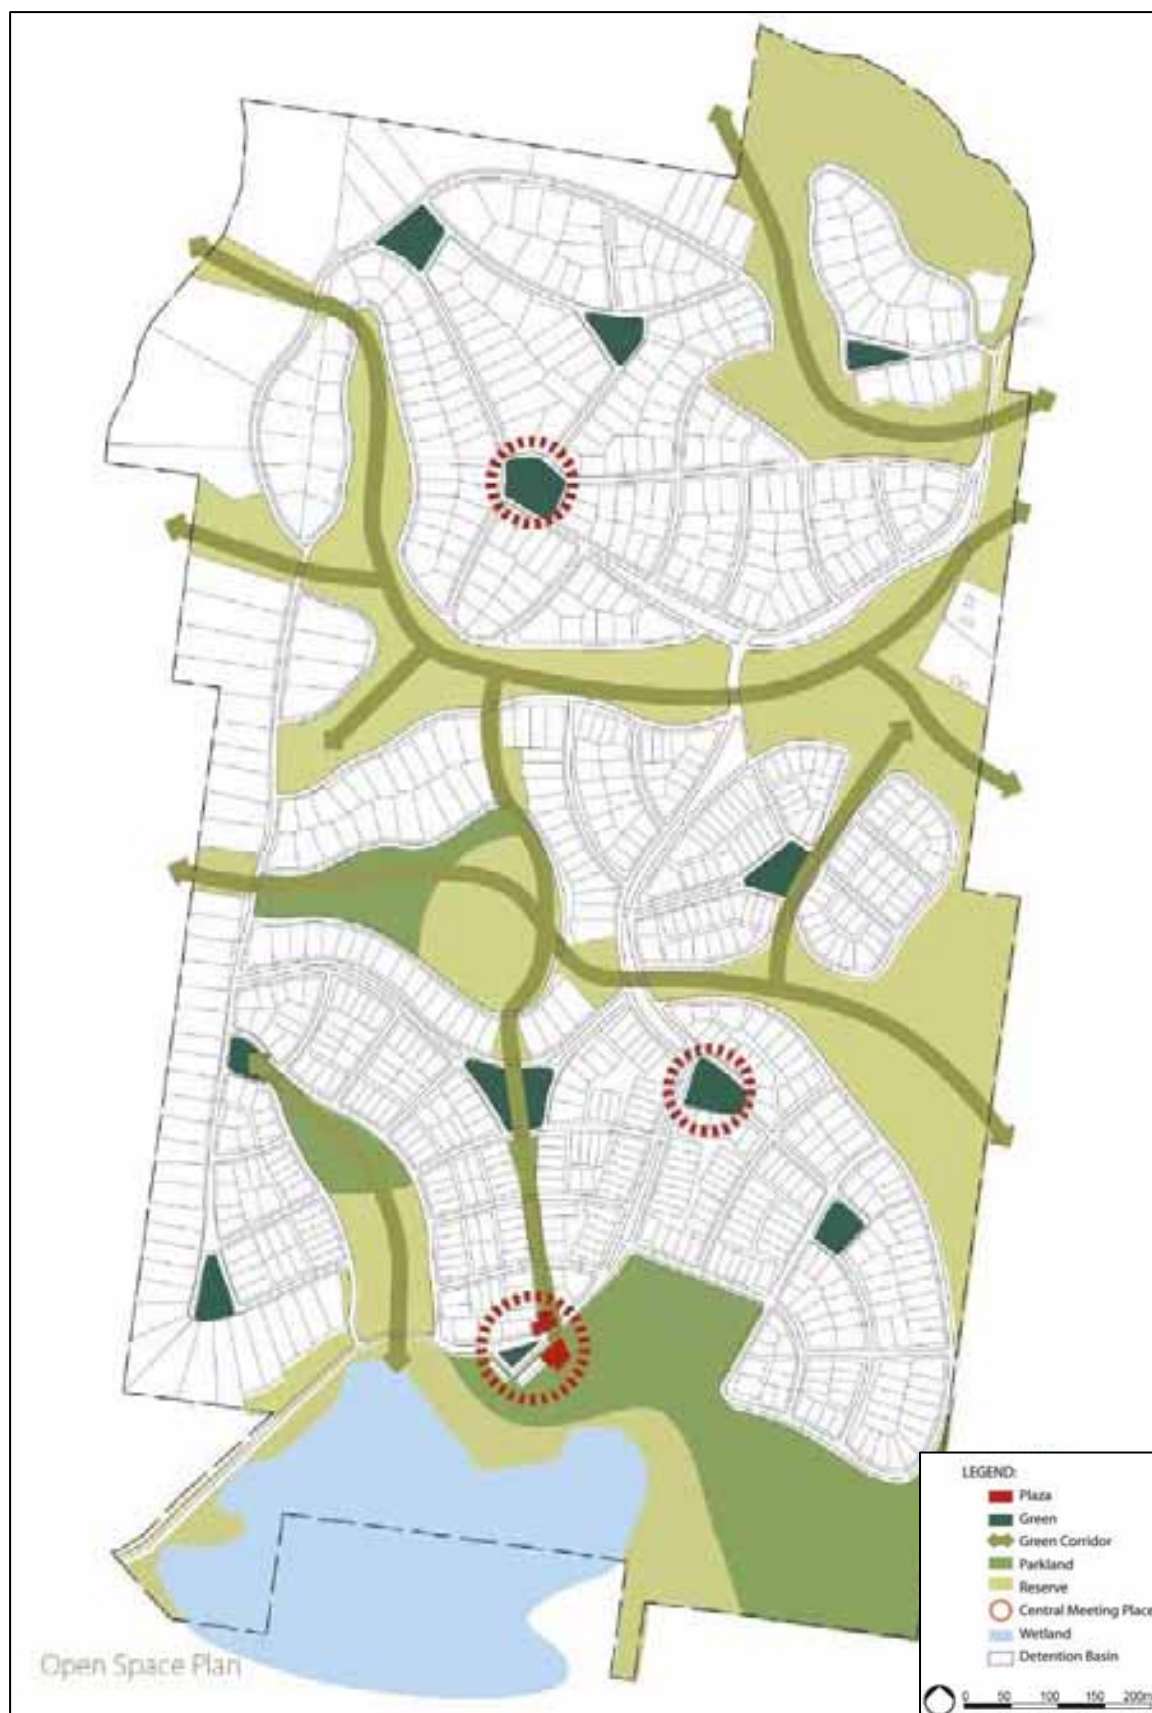 Open Space Plan
LEGEND:
Plaza
Green
Green Corridor
Parkland
Reserve
Central Meeting Place
Wetland
Detention Basin
0 50 100 150 200m